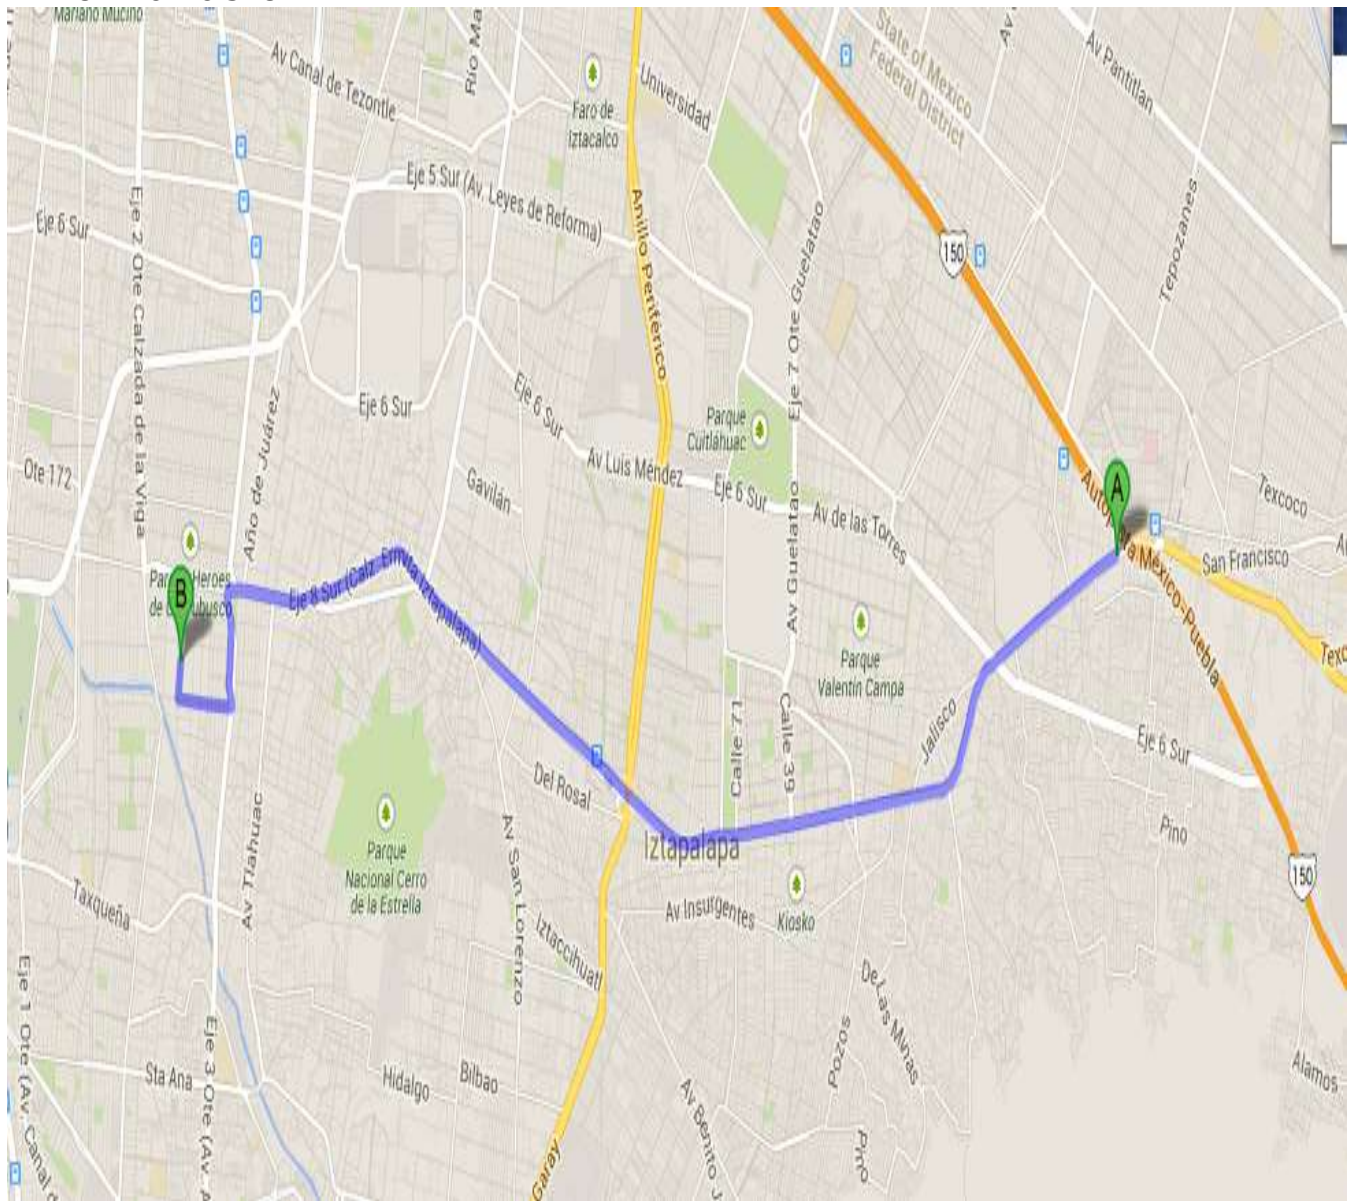 Mariano Muciño
Av Canal de Tezontle
Faro de
Iztacalco
Universidad
State of Mexico
Federal District
Av Pantitlan
Eje 5 Sur (Av. Leyes de Reforma)
Eje 6 Sur
Eje 2 Ote Calzada de la Viga
Anillo Periférico
Eje 7 Ote Guelatao
150
Tepozanes
Eje 6 Sur
Eje 6 Sur
Año de Juárez
Parque
Cuitláhuac
Av Luis Méndez
Eje 6 Sur
Ote 172
Gavilán
Av de las Torres
A
Texcoco
San Francisco
Autopista México-Puebla
B
Heroes
Eje 8 Sur (Calz. Ermita Iztapalapa)
Av Guelatao
Parque
Valentín Campa
Jalisco
Calle 71
Calle 39
Eje 6 Sur
Del Rosal
Pino
Iztapalapa
Parque
Nacional Cerro
de la Estrella
Av Tlahuac
Av San Lorenzo
Av Insurgentes
Kiosko
150
Taxqueña
Iztaccihuatl
De Las Minas
Pozos
Eje 1 Ote (Av. Canal d
Eje 3 Ote (Av. A
Sta Ana
Hidalgo
Bilbao
Alamos
Av Benito J
Garay